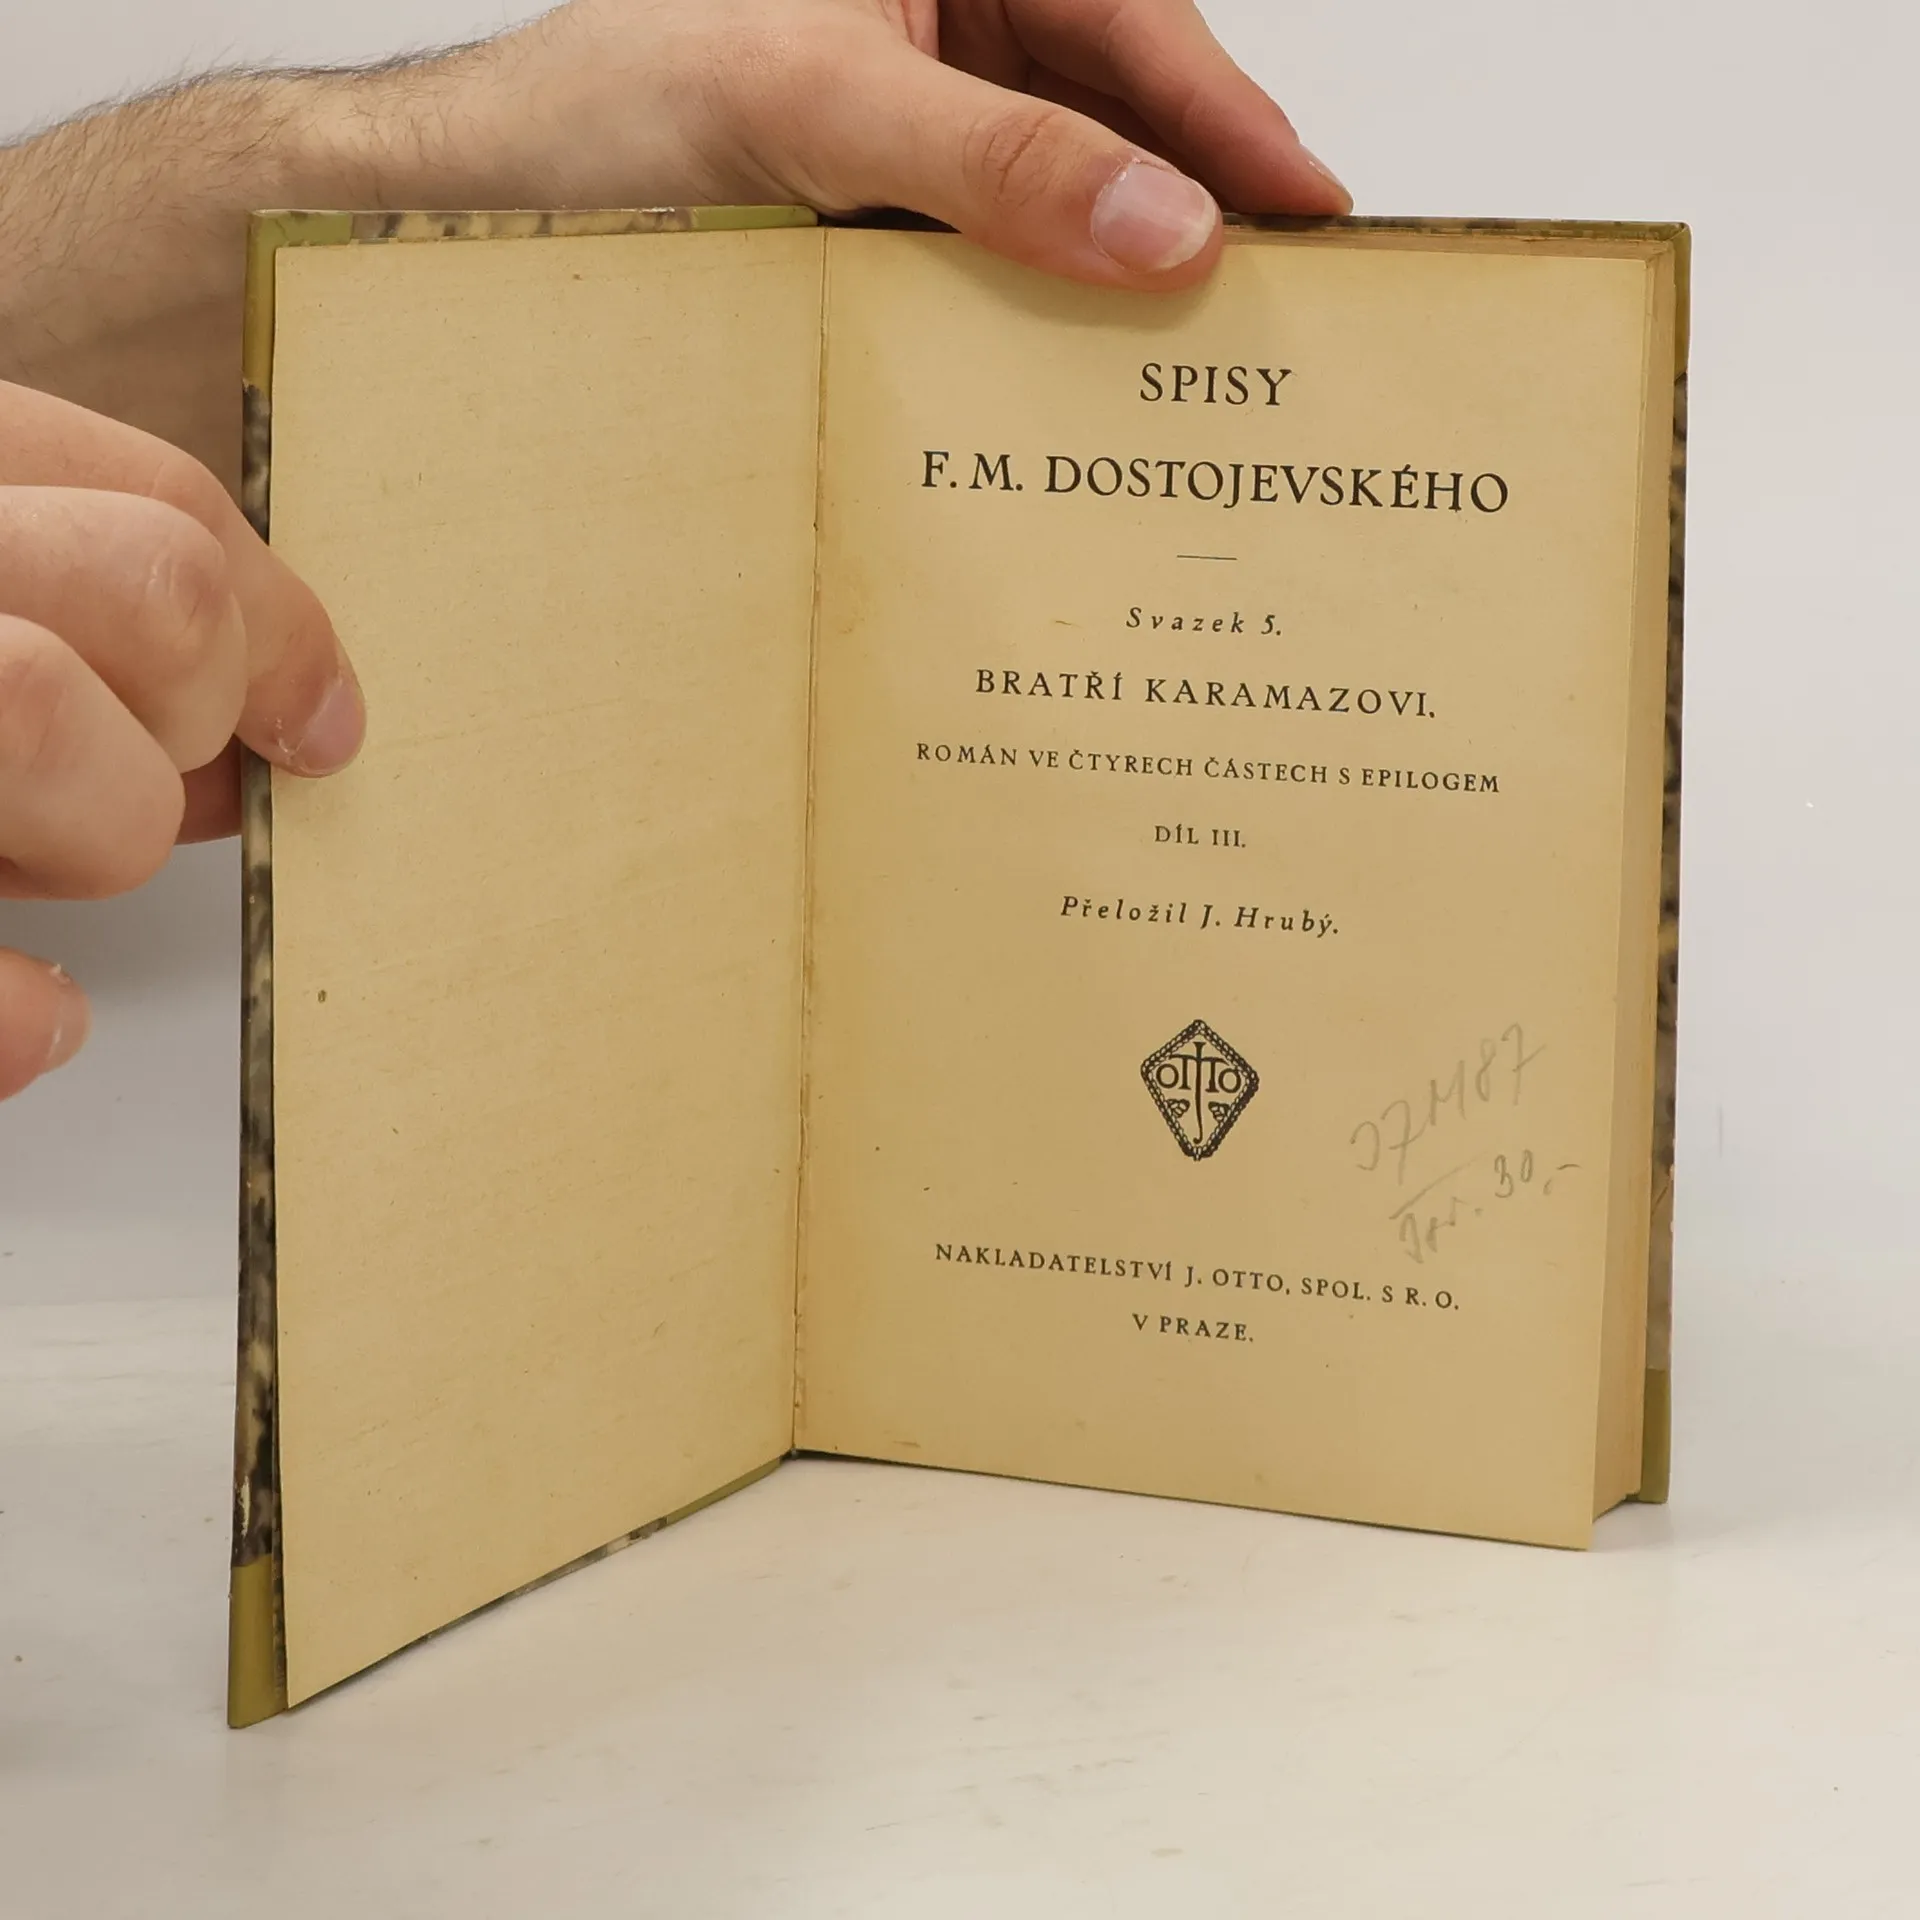 SPISY
F. M. DOSTOJEVSKÉHO
Svazek 5.
BRATŘÍ KARAMAZOVI.
ROMÁN VE ČTYRECH ČÁSTECH S EPILOGEM
DÍL III.
Přeložil J. Hrubý.
OTTO
NAKLADATELSTVÍ J. OTTO, SPOL. S R. O.
V PRAZE.
30,-